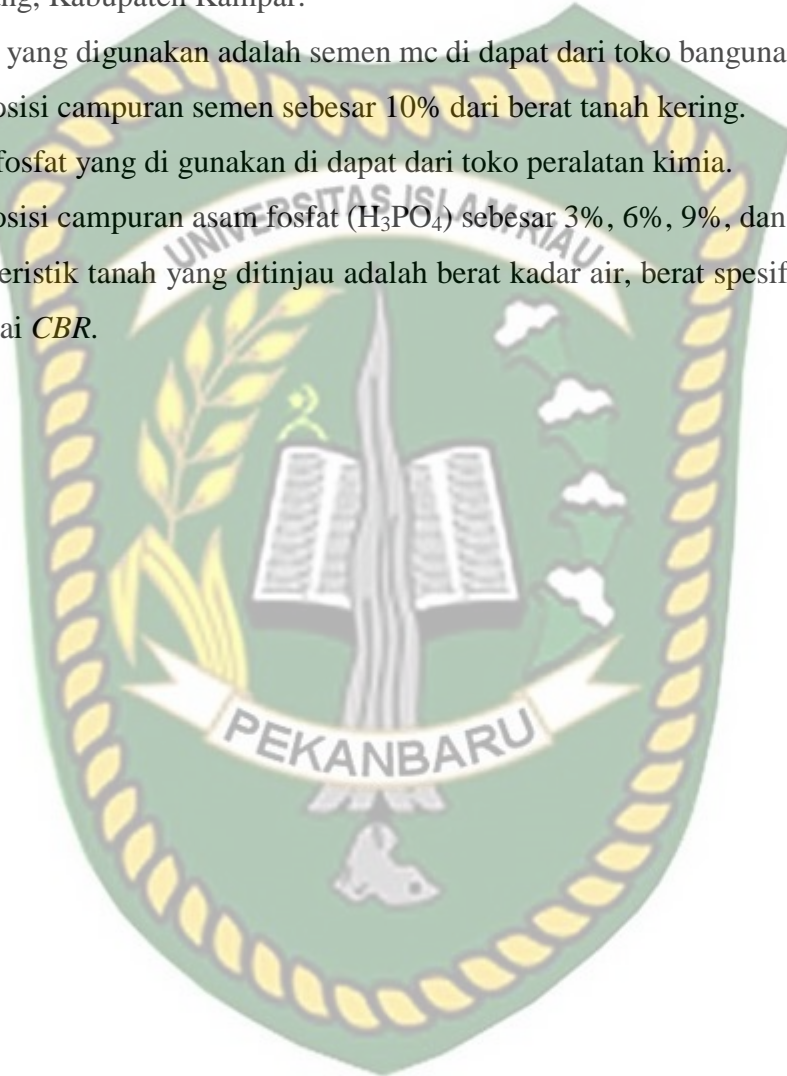 ng, Kabupaten Kampar.
yang digunakan adalah semen mc di dapat dari toko banguna
osisi campuran semen sebesar 10% dari berat tanah kering.
fosfat yang di gunakan di dapat dari toko peralatan kimia.
osisi campuran asam fosfat (H₃PO₄) sebesar 3%, 6%, 9%, dan
eristik tanah yang ditinjau adalah berat kadar air, berat spesif
ai CBR.
UNIVERSITAS ISLAM RIAU
PEKANBARU